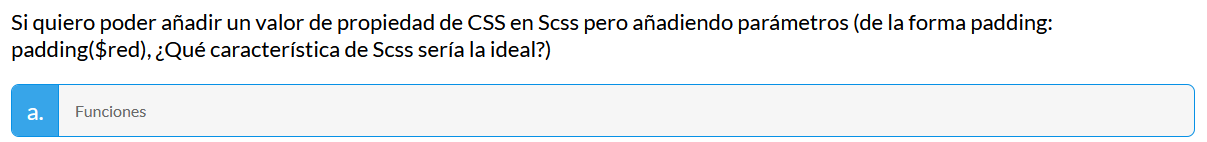 Si quiero poder añadir un valor de propiedad de CSS en Scss pero añadiendo parámetros (de la forma padding:
padding($red), ¿Qué característica de Scss sería la ideal?)
a. Funciones